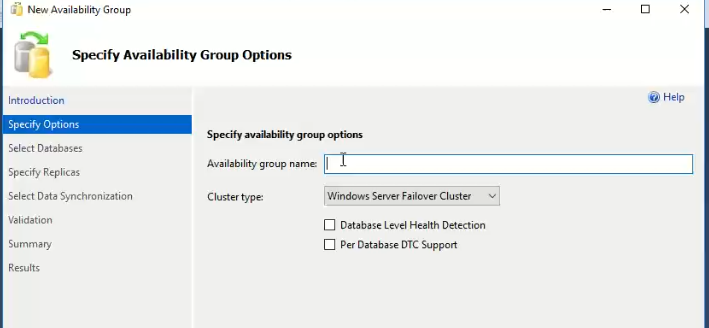 New Availability Group
Specify Availability Group Options
Introduction
Help
Specify Options
Select Databases
Specify Replicas
Select Data Synchronization
Validation
Summary
Results
Specify availability group options
Availability group name:
Cluster type: Windows Server Failover Cluster
Database Level Health Detection
Per Database DTC Support